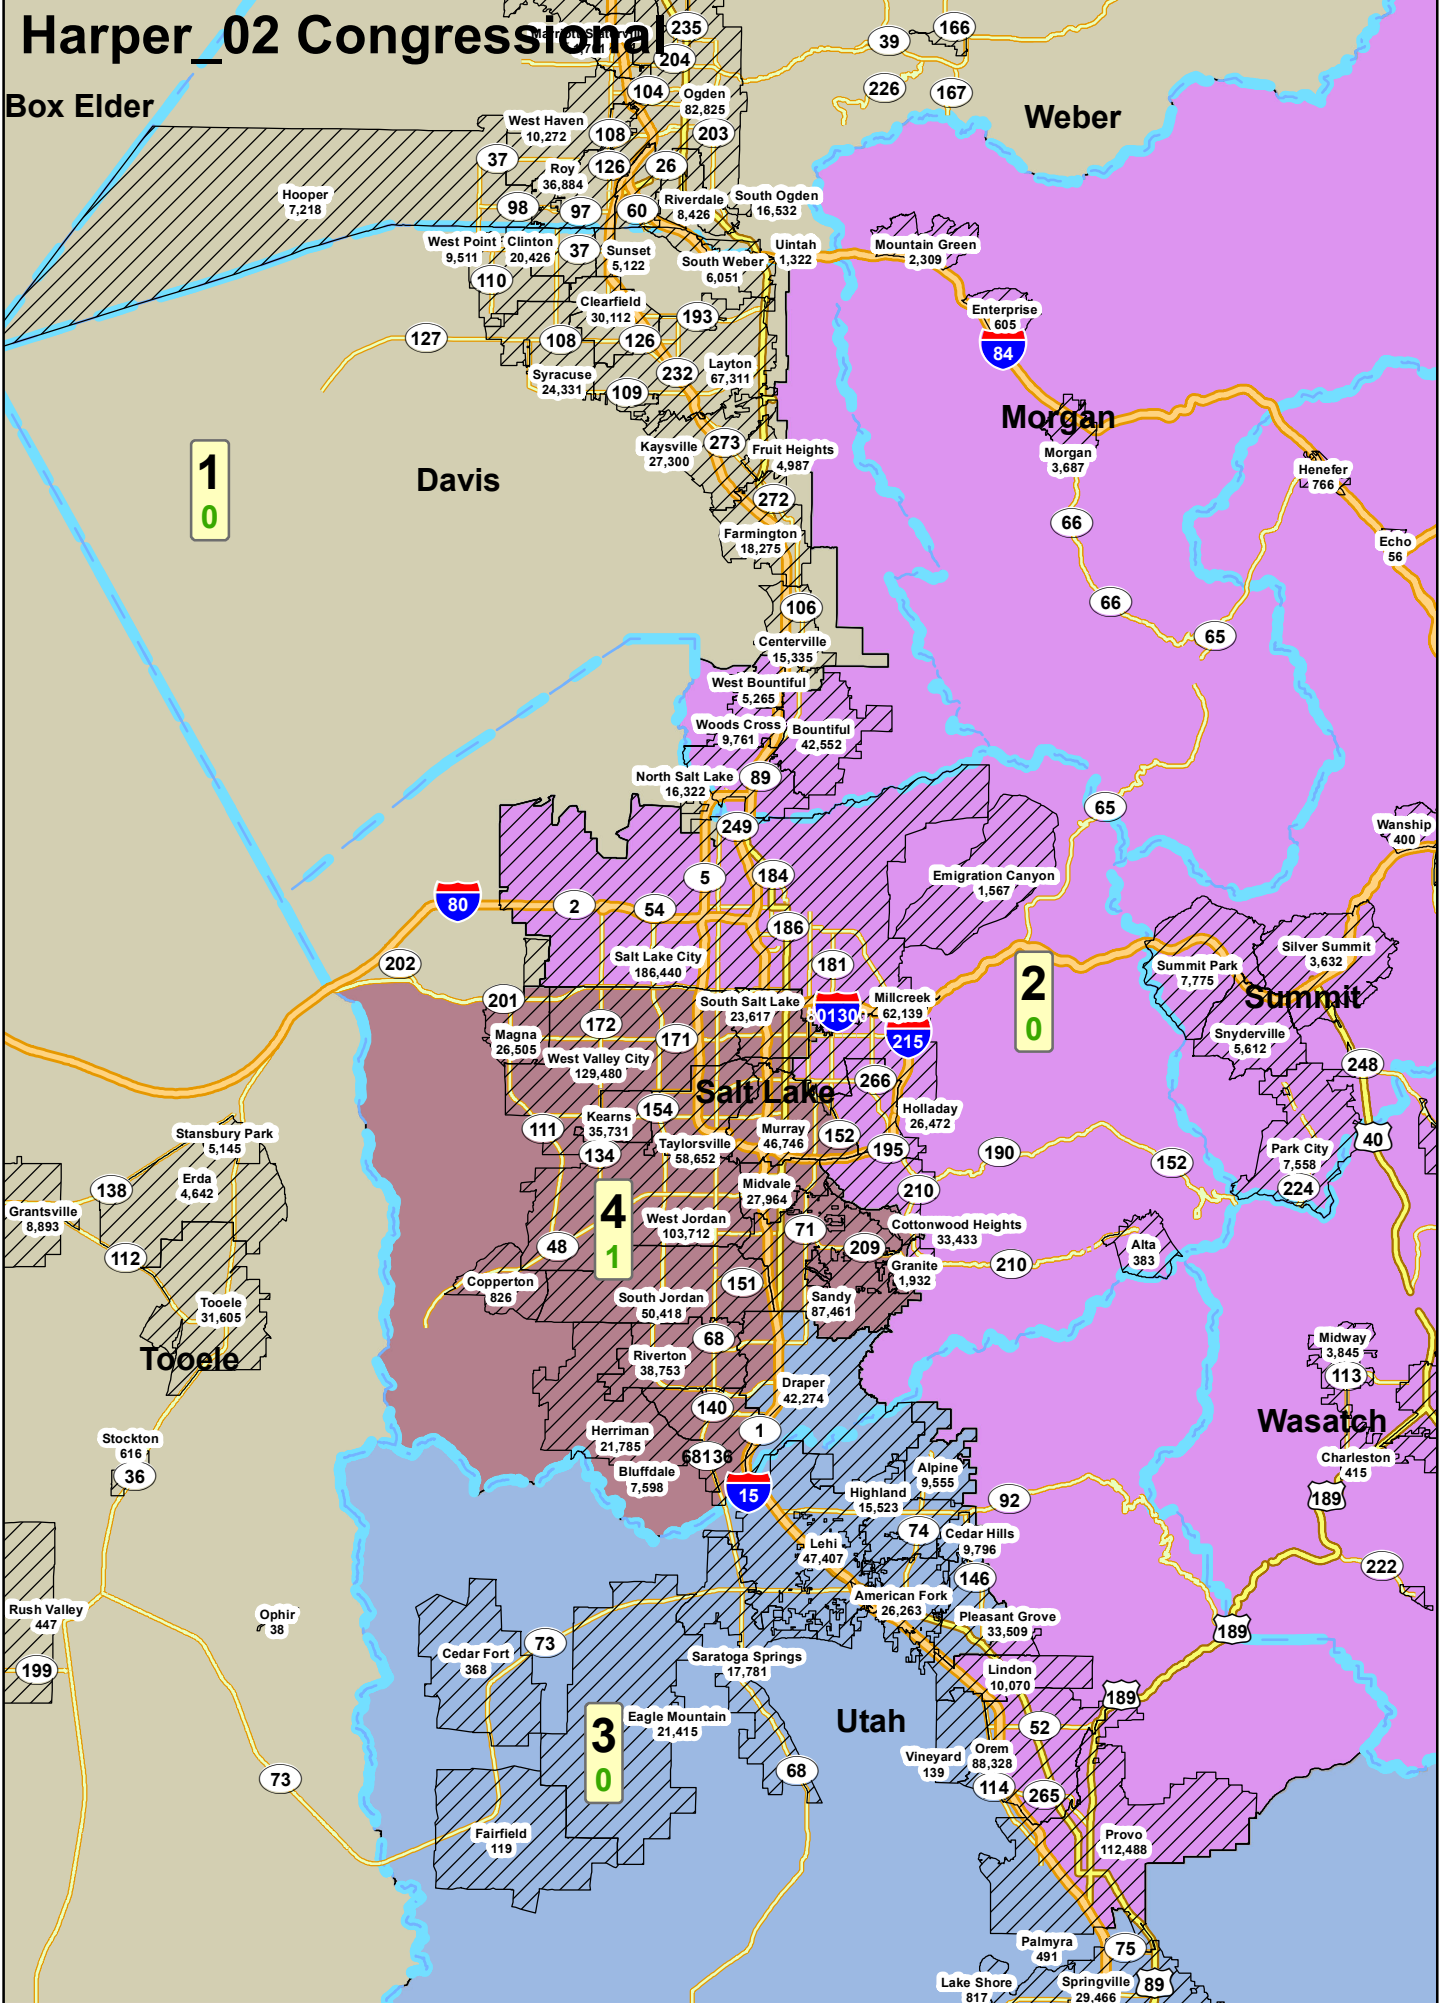 Harper_02 Congressional
235
166
39
204
104
Ogden
82,825
226
167
Box Elder
Weber
West Haven
10,272
108
203
37
Roy
36,884
126
26
Hooper
7,218
98
97
60
Riverdale
8,426
South Ogden
16,532
West Point
9,511
Clinton
20,426
37
Sunset
5,122
South Weber
6,051
Uintah
1,322
Mountain Green
2,309
110
Clearfield
30,112
193
Enterprise
605
84
127
108
126
232
Layton
67,311
Syracuse
24,331
109
Morgan
Morgan
3,687
Kaysville
27,300
273
Fruit Heights
4,987
Henefer
766
1
0
Davis
272
66
Farmington
18,275
Echo
56
106
66
65
Centerville
15,335
West Bountiful
5,265
Woods Cross
9,761
Bountiful
42,552
North Salt Lake
16,322
89
65
249
Wanship
400
5
184
Emigration Canyon
1,567
80
2
54
186
Salt Lake City
186,440
181
202
Summit Park
7,775
Silver Summit
3,632
2
0
Summit
201
South Salt Lake
23,617
Millcreek
62,139
172
171
215
Magna
26,505
West Valley City
129,480
Snyderville
5,612
248
Salt Lake
266
154
Kearns
35,731
Holladay
26,472
111
Stansbury Park
5,145
134
Taylorsville
58,652
Murray
46,746
152
195
190
152
40
Park City
7,558
138
Erda
4,642
Midvale
27,964
210
224
Grantsville
8,893
4
1
West Jordan
103,712
71
Cottonwood Heights
33,433
112
48
209
Granite
1,932
210
Alta
383
Copperton
826
151
Tooele
31,605
South Jordan
50,418
Sandy
87,461
68
Midway
3,845
Tooele
Riverton
38,753
113
Draper
42,274
140
Wasatch
Stockton
616
Herriman
21,785
1
68136
Charleston
415
36
Bluffdale
7,598
15
Alpine
9,555
Highland
15,523
92
189
74
Cedar Hills
9,796
Lehi
47,407
222
146
American Fork
26,263
Rush Valley
447
Ophir
38
Pleasant Grove
33,509
189
Cedar Fort
368
73
Saratoga Springs
17,781
199
Lindon
10,070
189
3
0
Eagle Mountain
21,415
Utah
52
Vineyard
139
Orem
88,328
73
68
114
265
Fairfield
119
Provo
112,488
Palmyra
491
75
Lake Shore
817
Springville
29,466
89